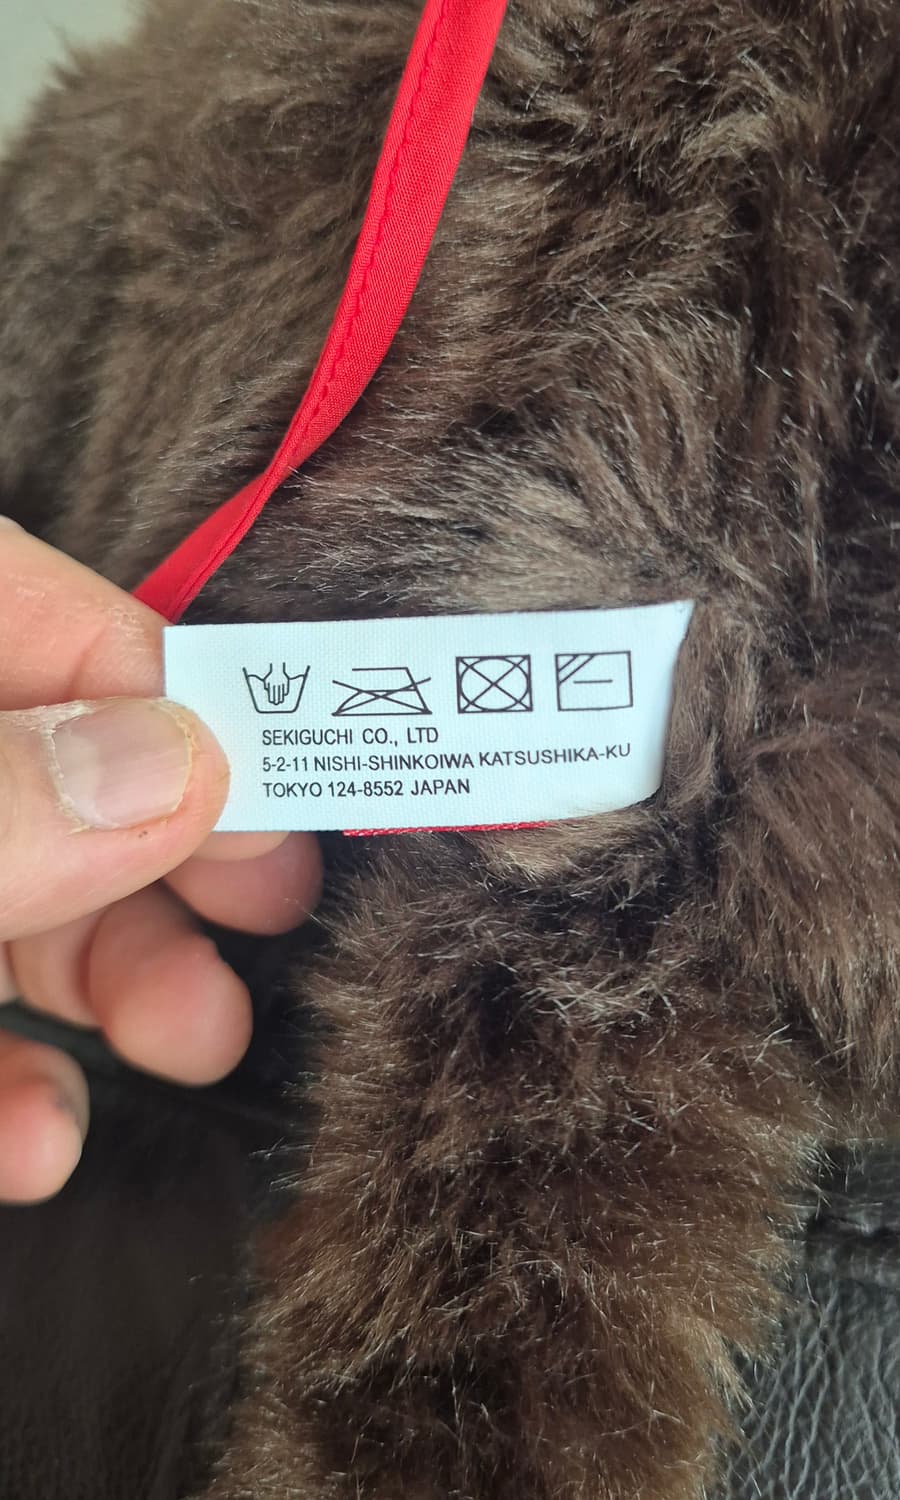 SEKIGUCHI CO., LTD
5-2-11 NISHI-SHINKOIWA KATSUSHIKA-KU
TOKYO 124-8552 JAPAN